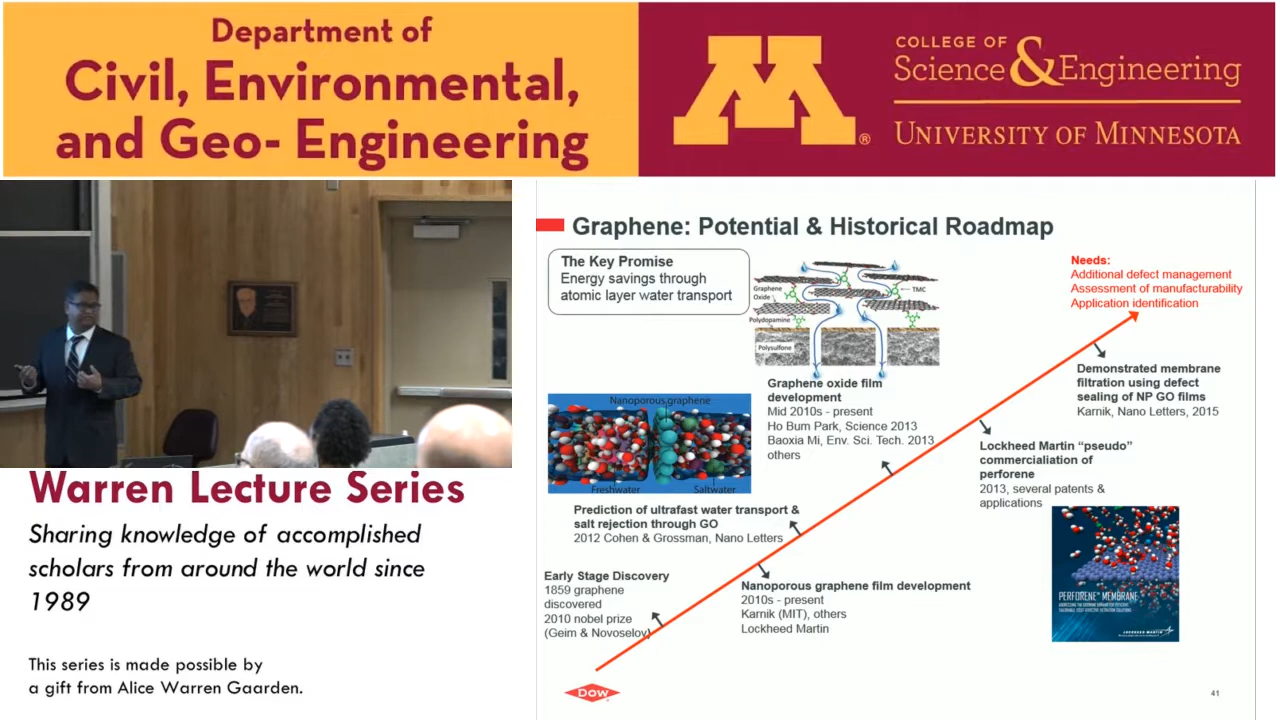 Department of
Civil, Environmental,
and Geo- Engineering
M
®
COLLEGE OF
Science & Engineering
UNIVERSITY OF MINNESOTA
Warren Lecture Series
Sharing knowledge of accomplished
scholars from around the world since
1989
This series is made possible by
a gift from Alice Warren Gaarden.
Graphene: Potential & Historical Roadmap
The Key Promise
Energy savings through
atomic layer water transport
Graphene
Oxide
TMC
Polydopamine
Polysulfone
Needs:
Additional defect management
Assessment of manufacturability
Application identification
Graphene oxide film
development
Mid 2010s - present
Ho Bum Park, Science 2013
Baoxia Mi, Env. Sci. Tech. 2013
others
Demonstrated membrane
filtration using defect
sealing of NP GO films
Karnik, Nano Letters, 2015
Nanoporous graphene
Freshwater
Saltwater
Lockheed Martin “pseudo”
commercialiation of
perforene
2013, several patents &
applications
Prediction of ultrafast water transport &
salt rejection through GO
2012 Cohen & Grossman, Nano Letters
Early Stage Discovery
1859 graphene
discovered
2010 nobel prize
(Geim & Novoselov)
Nanoporous graphene film development
2010s - present
Karnik (MIT), others
Lockheed Martin
PERFORENE™ MEMBRANE
LOCKHEED MARTIN
Dow
41